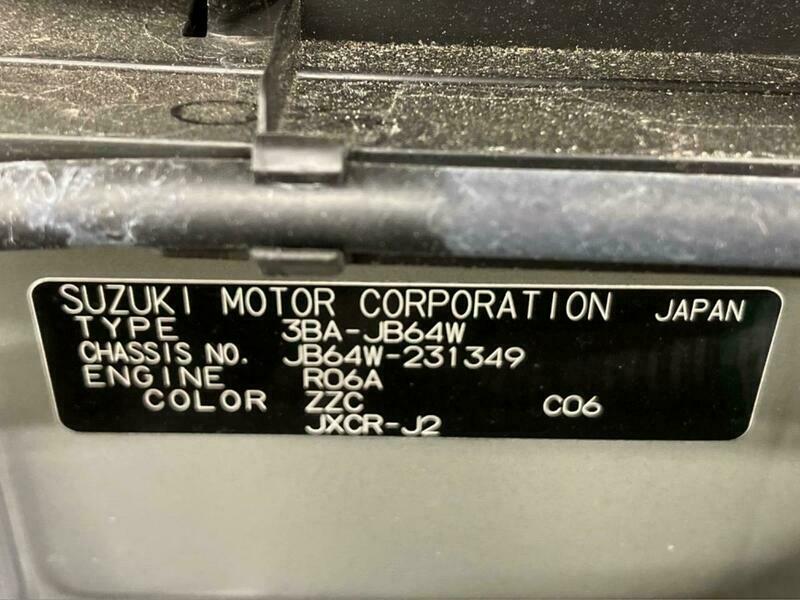 SUZUKI MOTOR CORPORATION JAPAN
TYPE 3BA-JB64W
CHASSIS NO. JB64W-231349
ENGINE R06A
COLOR ZZC C06
JXCR-J2